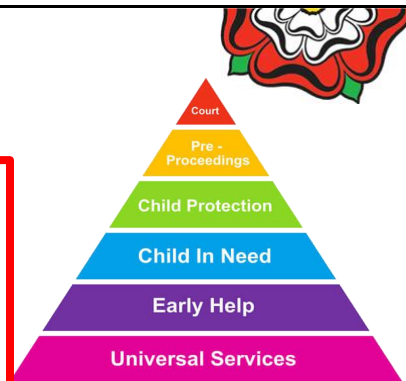 Court
Pre -
Proceedings
Child Protection
Child In Need
Early Help
Universal Services